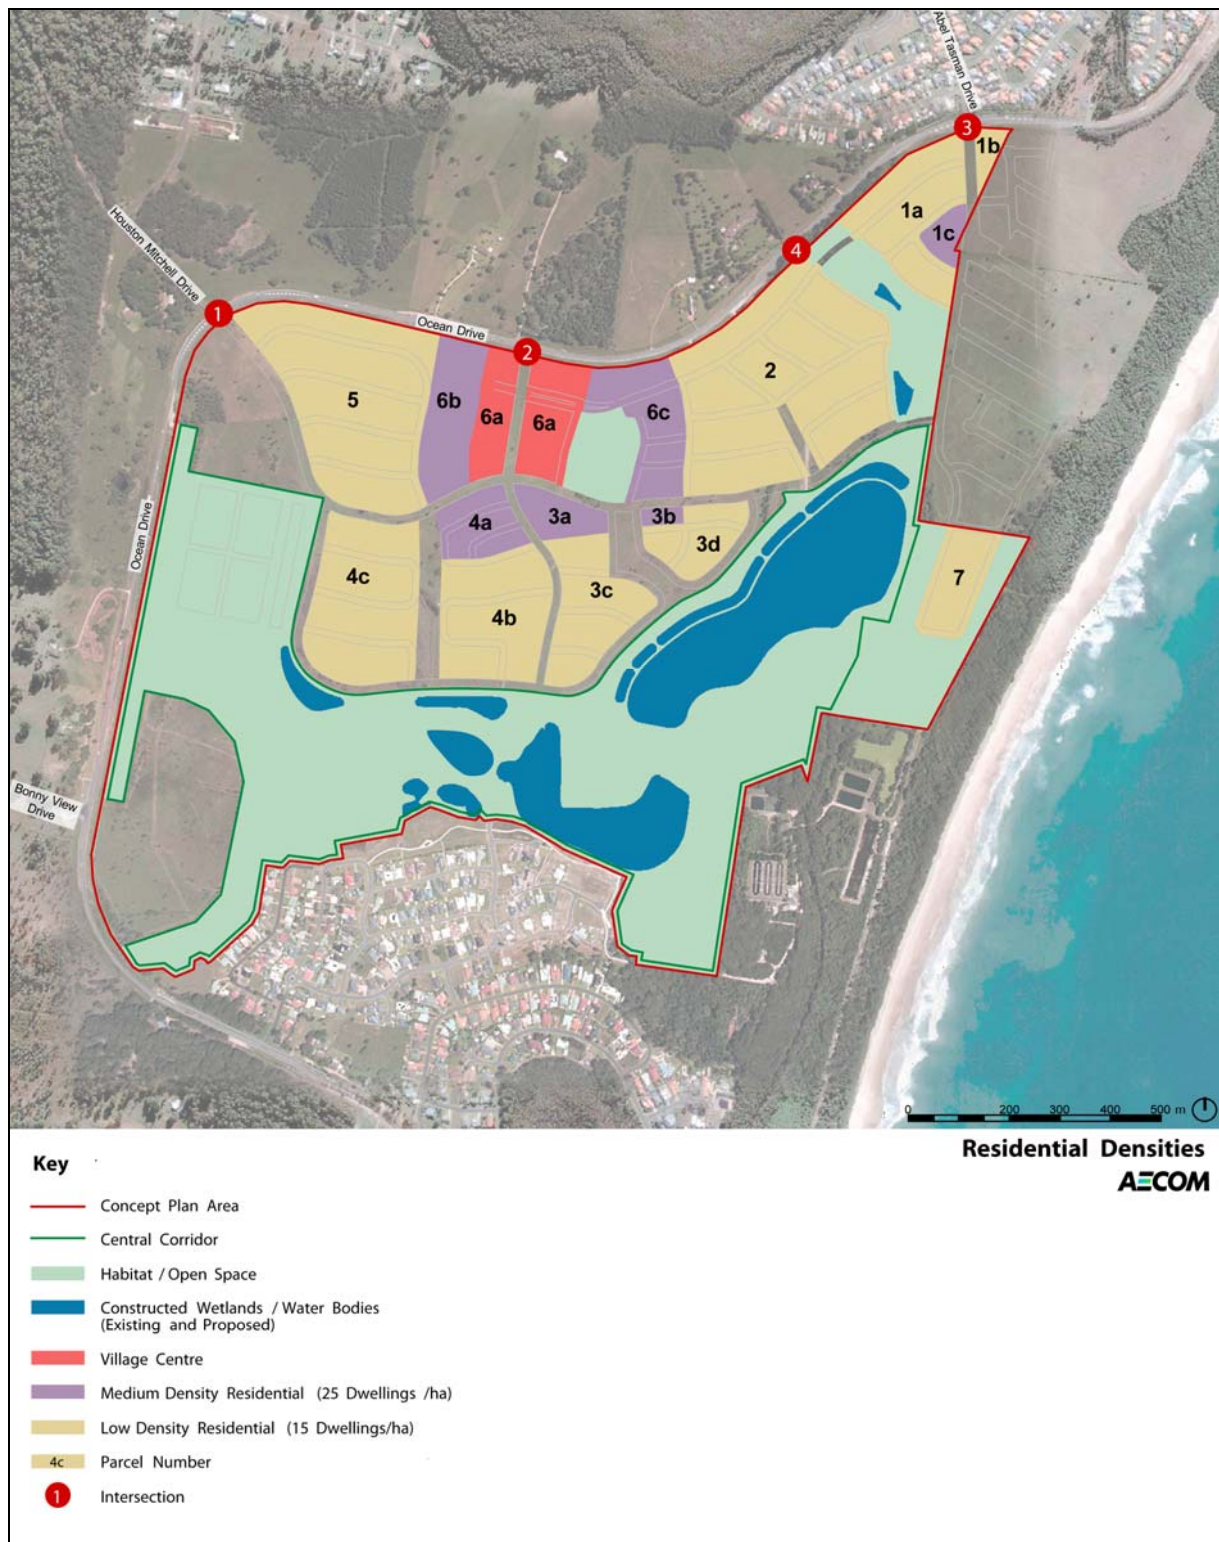 Abel Tasman Drive
3
1b
1a
1c
4
Houston Mitchell Drive
1
Ocean Drive
2
2
5
6b
6a
6a
6c
4a
3a
3b
3d
Ocean Drive
4c
3c
4b
7
Bonny View
Drive
0 200 300 400 500 m
Residential Densities
AECOM
Key
Concept Plan Area
Central Corridor
Habitat / Open Space
Constructed Wetlands / Water Bodies
(Existing and Proposed)
Village Centre
Medium Density Residential (25 Dwellings /ha)
Low Density Residential (15 Dwellings/ha)
4c Parcel Number
1 Intersection